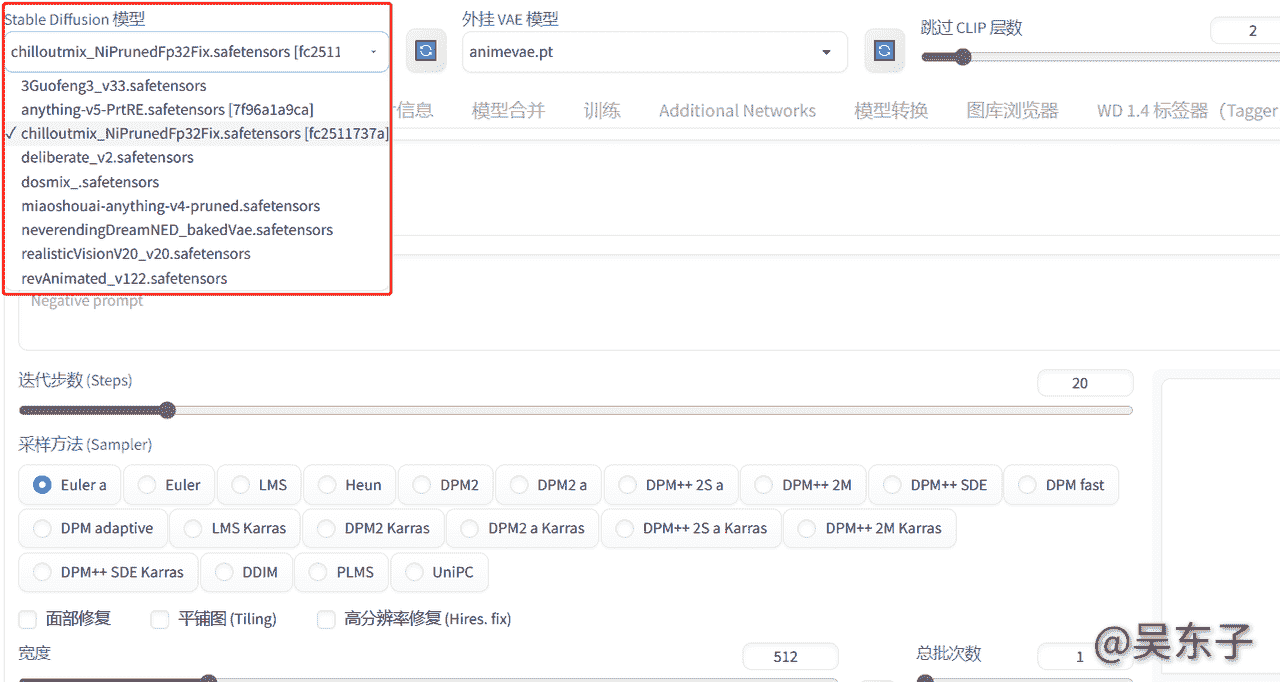 Stable Diffusion 模型
chilloutmix_NiPrunedFp32Fix.safetensors [fc2511
外挂 VAE 模型
animevae.pt
跳过 CLIP 层数
2
3Guofeng3_v33.safetensors
anything-v5-PrtRE.safetensors [7f96a1a9ca]
✓ chilloutmix_NiPrunedFp32Fix.safetensors [fc2511737a]
deliberate_v2.safetensors
dosmix_.safetensors
miaoshouai-anything-v4-pruned.safetensors
neverendingDreamNED_bakedVae.safetensors
realisticVisionV20_v20.safetensors
revAnimated_v122.safetensors
信息 模型合并 训练 Additional Networks 模型转换 图库浏览器 WD 1.4 标签器 (Tagger
Negative prompt
迭代步数 (Steps)
20
采样方法 (Sampler)
Euler a Euler LMS Heun DPM2 DPM2 a DPM++ 2S a DPM++ 2M DPM++ SDE DPM fast
DPM adaptive LMS Karras DPM2 Karras DPM2 a Karras DPM++ 2S a Karras DPM++ 2M Karras
DPM++ SDE Karras DDIM PLMS UniPC
面部修复 平铺图 (Tiling) 高分辨率修复 (Hires. fix)
宽度 512 总批次数 1
@吴东子